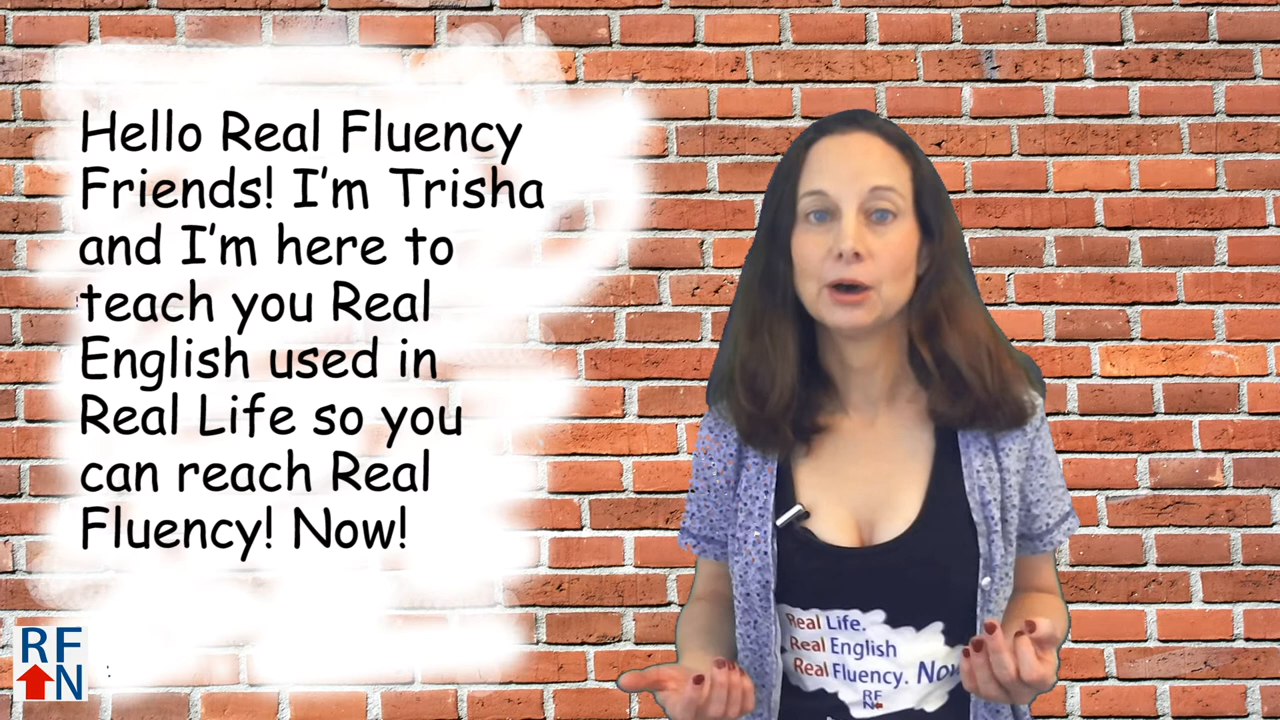 Hello Real Fluency
Friends! I'm Trisha
and I'm here to
teach you Real
English used in
Real Life so you
can reach Real
Fluency! Now!
RF
N
Real Life.
Real English
Real Fluency. Now
RF
N